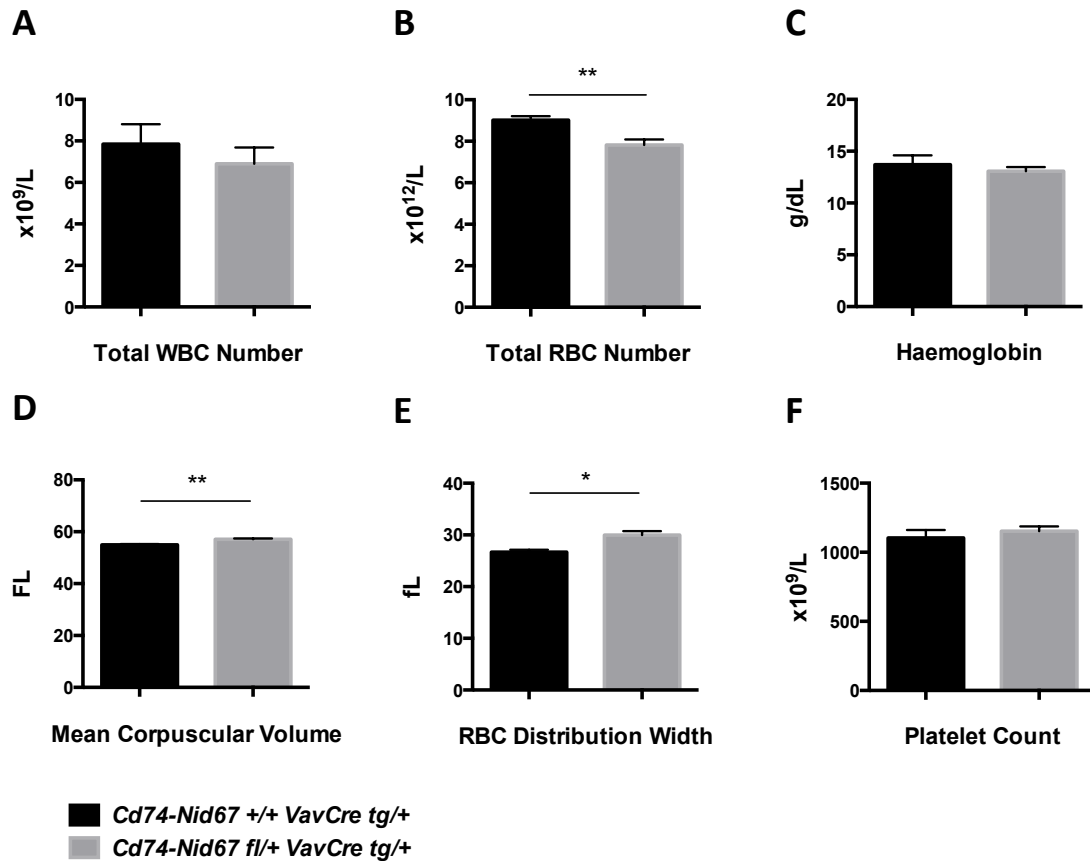 A
B
C
10
8
6
4
2
0
x10⁹/L
Total WBC Number
**
10
8
6
4
2
0
x10¹²/L
Total RBC Number
20
15
10
5
0
g/dL
Haemoglobin
D
E
F
**
80
60
40
20
0
FL
Mean Corpuscular Volume
*
40
30
20
10
0
fL
RBC Distribution Width
1500
1000
500
0
x10⁹/L
Platelet Count
Cd74-Nid67 +/+ VavCre tg/+
Cd74-Nid67 fl/+ VavCre tg/+